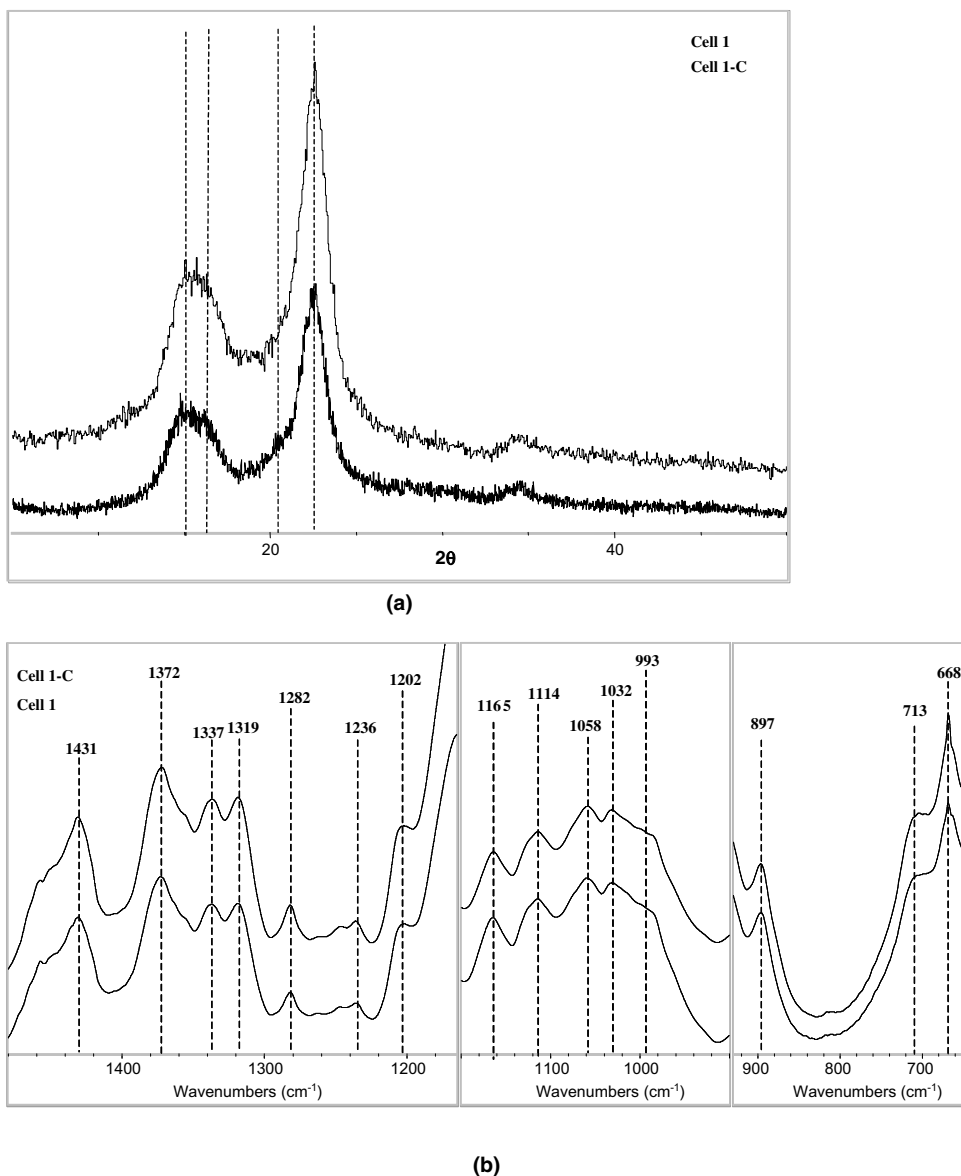 Cell 1
Cell 1-C
20
40
2θ
(a)
Cell 1-C
Cell 1
1431
1372
1337
1319
1282
1236
1202
1165
1114
1058
1032
993
897
713
668
1400
1300
1200
1100
1000
900
800
700
Wavenumbers (cm⁻¹)
Wavenumbers (cm⁻¹)
Wavenumbers (cm⁻¹)
(b)